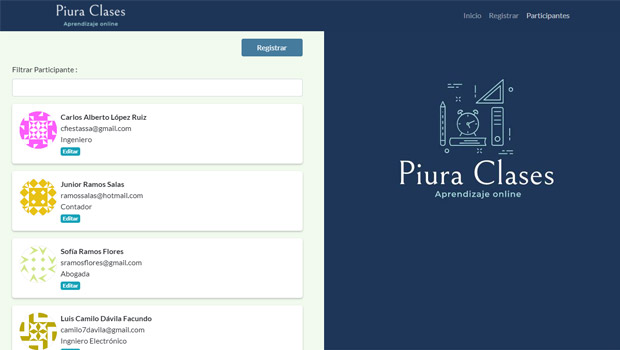 Piura Clases
Aprendizaje online
Inicio Registrar Participantes
Registrar
Filtrar Participante :
Carlos Alberto López Ruiz
cfiestassa@gmail.com
Ingeniero
Editar
Junior Ramos Salas
ramossalas@hotmail.com
Contador
Editar
Sofía Ramos Flores
sramosflores@gmail.com
Abogada
Editar
Luis Camilo Dávila Facundo
camilo7davila@gmail.com
Ingniero Electrónico
Editar
Piura Clases
Aprendizaje online